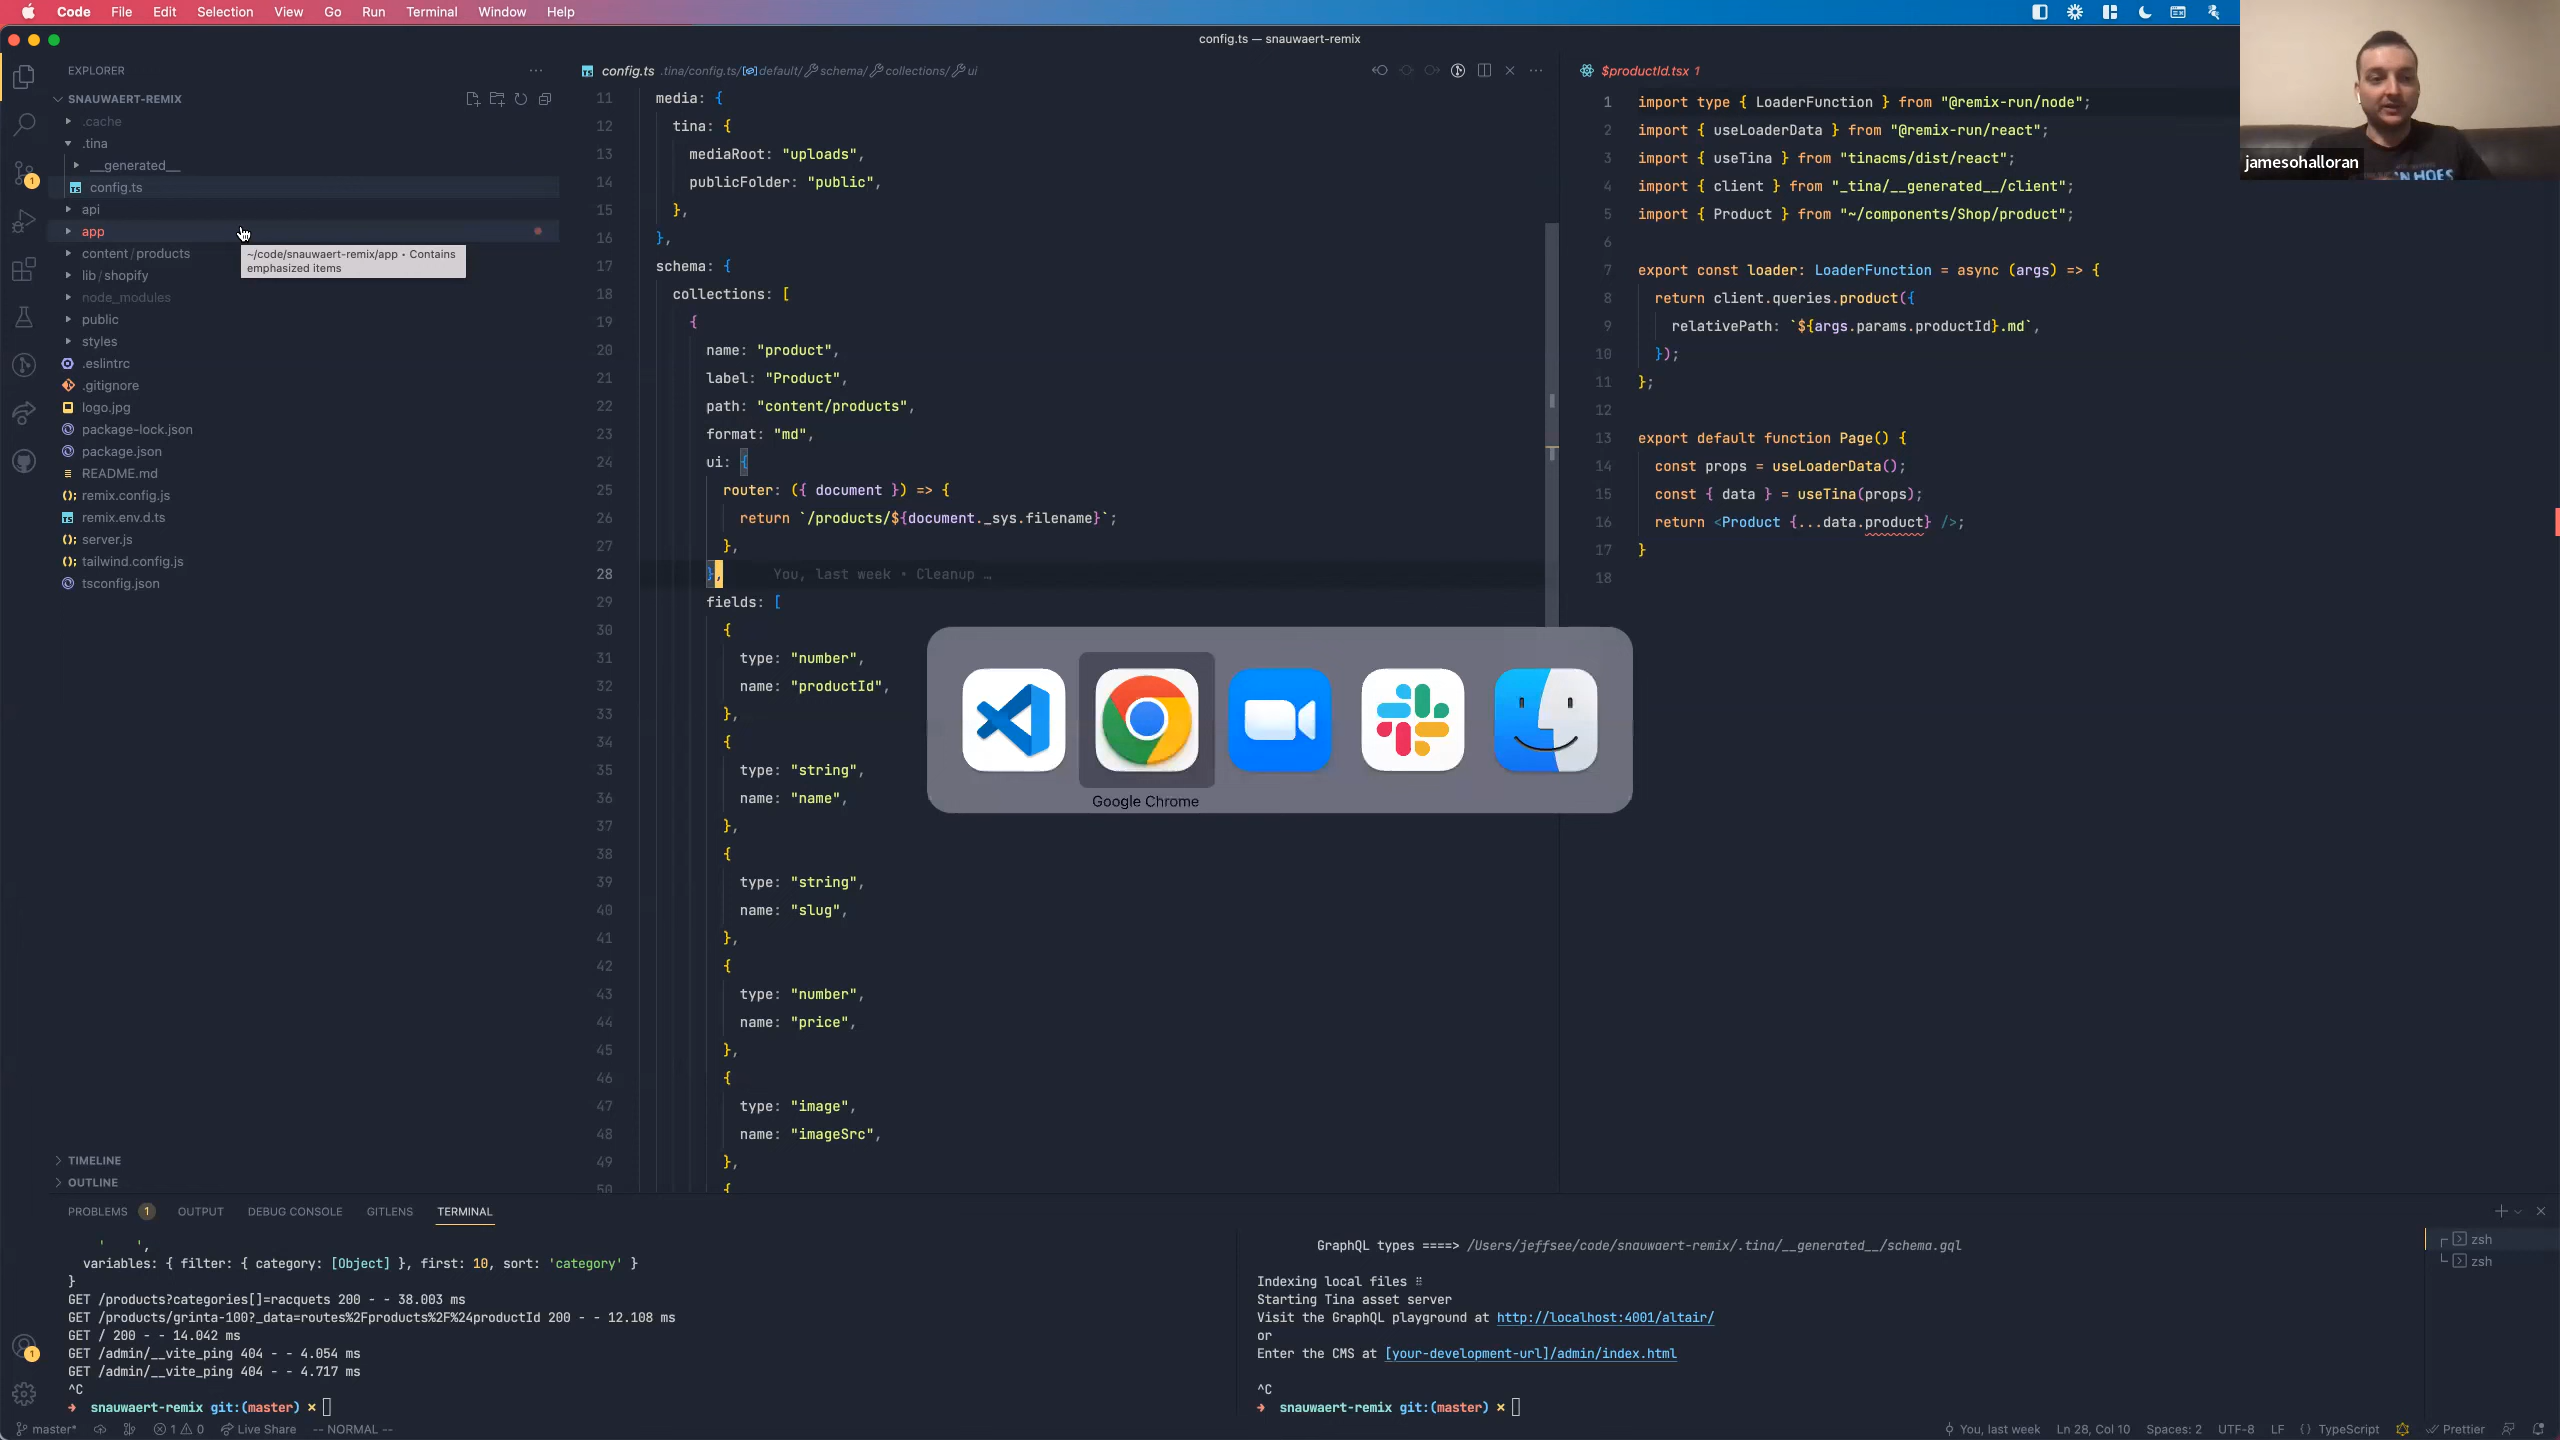 Code File Edit Selection View Go Run Terminal Window Help
config.ts — snauwaert-remix
EXPLORER
SNAUWAERT-REMIX
.cache
.tina
__generated__
config.ts
api
app
~/code/snauwaert-remix/app • Contains
emphasized items
content / products
lib / shopify
node_modules
public
styles
.eslintrc
.gitignore
logo.jpg
package-lock.json
package.json
README.md
remix.config.js
remix.env.d.ts
server.js
tailwind.config.js
tsconfig.json
TIMELINE
OUTLINE
config.ts .tina/config.ts/default/schema/collections/ui
11 media: {
12 tina: {
13 mediaRoot: "uploads",
14 publicFolder: "public",
15 },
16 },
17 schema: {
18 collections: [
19 {
20 name: "product",
21 label: "Product",
22 path: "content/products",
23 format: "md",
24 ui: {
25 router: ({ document }) => {
26 return `/products/${document._sys.filename}`;
27 },
28 }, You, last week • Cleanup …
29 fields: [
30 {
31 type: "number",
32 name: "productId",
33 },
34 {
35 type: "string",
36 name: "name",
37 },
38 {
39 type: "string",
40 name: "slug",
41 },
42 {
43 type: "number",
44 name: "price",
45 },
46 {
47 type: "image",
48 name: "imageSrc",
49 },
50 {
Google Chrome
$productId.tsx 1
1 import type { LoaderFunction } from "@remix-run/node";
2 import { useLoaderData } from "@remix-run/react";
3 import { useTina } from "tinacms/dist/react";
4 import { client } from "_tina/__generated__/client";
5 import { Product } from "~/components/Shop/product";
6
7 export const loader: LoaderFunction = async (args) => {
8 return client.queries.product({
9 relativePath: `${args.params.productId}.md`,
10 });
11 };
12
13 export default function Page() {
14 const props = useLoaderData();
15 const { data } = useTina(props);
16 return <Product {...data.product} />;
17 }
18
jamesohalloran
PROBLEMS 1 OUTPUT DEBUG CONSOLE GITLENS TERMINAL
' ',
variables: { filter: { category: [Object] }, first: 10, sort: 'category' }
}
GET /products?categories[]=racquets 200 - - 38.003 ms
GET /products/grinta-100?_data=routes%2Fproducts%2F%24productId 200 - - 12.108 ms
GET / 200 - - 14.042 ms
GET /admin/__vite_ping 404 - - 4.054 ms
GET /admin/__vite_ping 404 - - 4.717 ms
^C
➜ snauwaert-remix git:(master) ×
GraphQL types ====> /Users/jeffsee/code/snauwaert-remix/.tina/__generated__/schema.gql
Indexing local files
Starting Tina asset server
Visit the GraphQL playground at http://localhost:4001/altair/
or
Enter the CMS at [your-development-url]/admin/index.html
^C
➜ snauwaert-remix git:(master) ×
zsh
zsh
1
1
master* 1 0 Live Share -- NORMAL -- You, last week Ln 28, Col 10 Spaces: 2 UTF-8 LF { } TypeScript Prettier